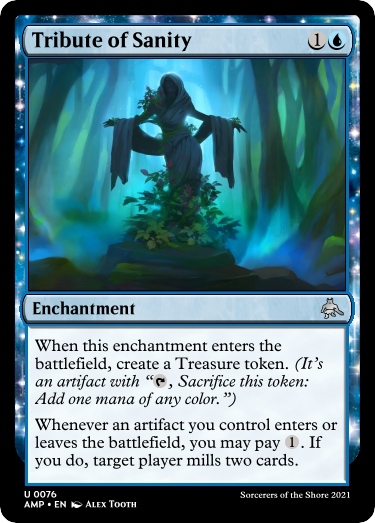 Tribute of Sanity 1
Enchantment
When this enchantment enters the
battlefield, create a Treasure token. (It's
an artifact with “, Sacrifice this token:
Add one mana of any color.”)
Whenever an artifact you control enters or
leaves the battlefield, you may pay 1. If
you do, target player mills two cards.
U 0076
AMP • EN Alex Tooth
Sorcerers of the Shore 2021